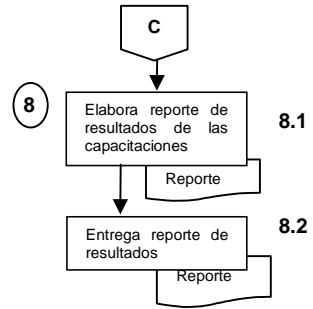 C
8
Elabora reporte de
resultados de las
capacitaciones
8.1
Reporte
Entrega reporte de
resultados
8.2
Reporte